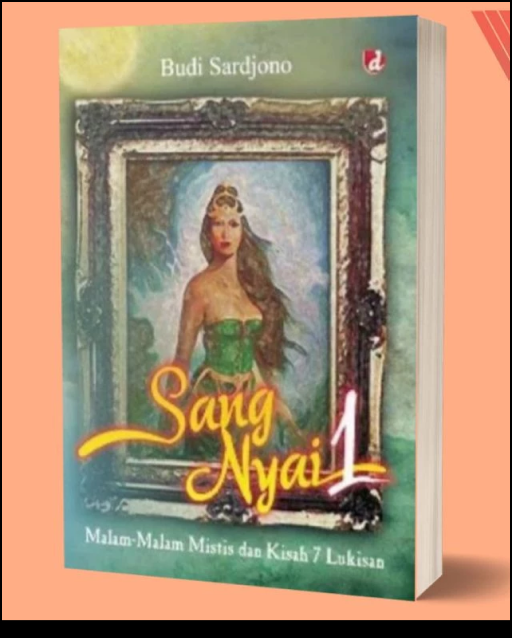 Budi Sardjono
d
Sang
Nyai 1
Malam-Malam Mistis dan Kisah 7 Lukisan